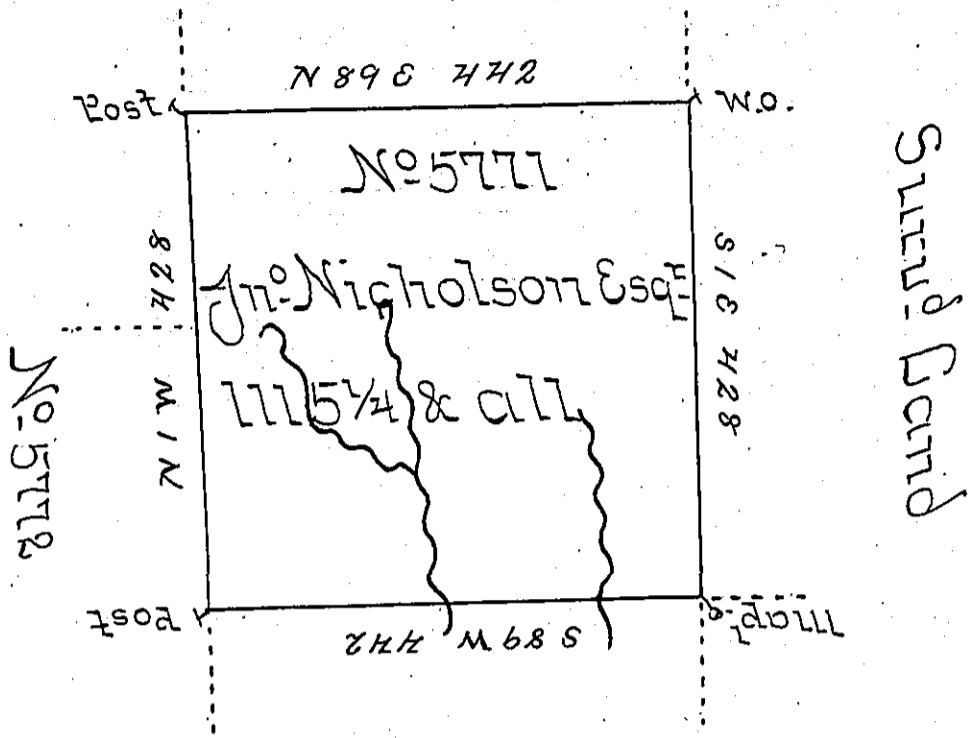 N 89 E 442
Post
W.O.
Nº 5771
Jnº Nicholson Esqr
1115¼ & all
N 1 W 428
S 1 E 428
Survd Land
Nº 5772
Post
S 89 W 442
Maple